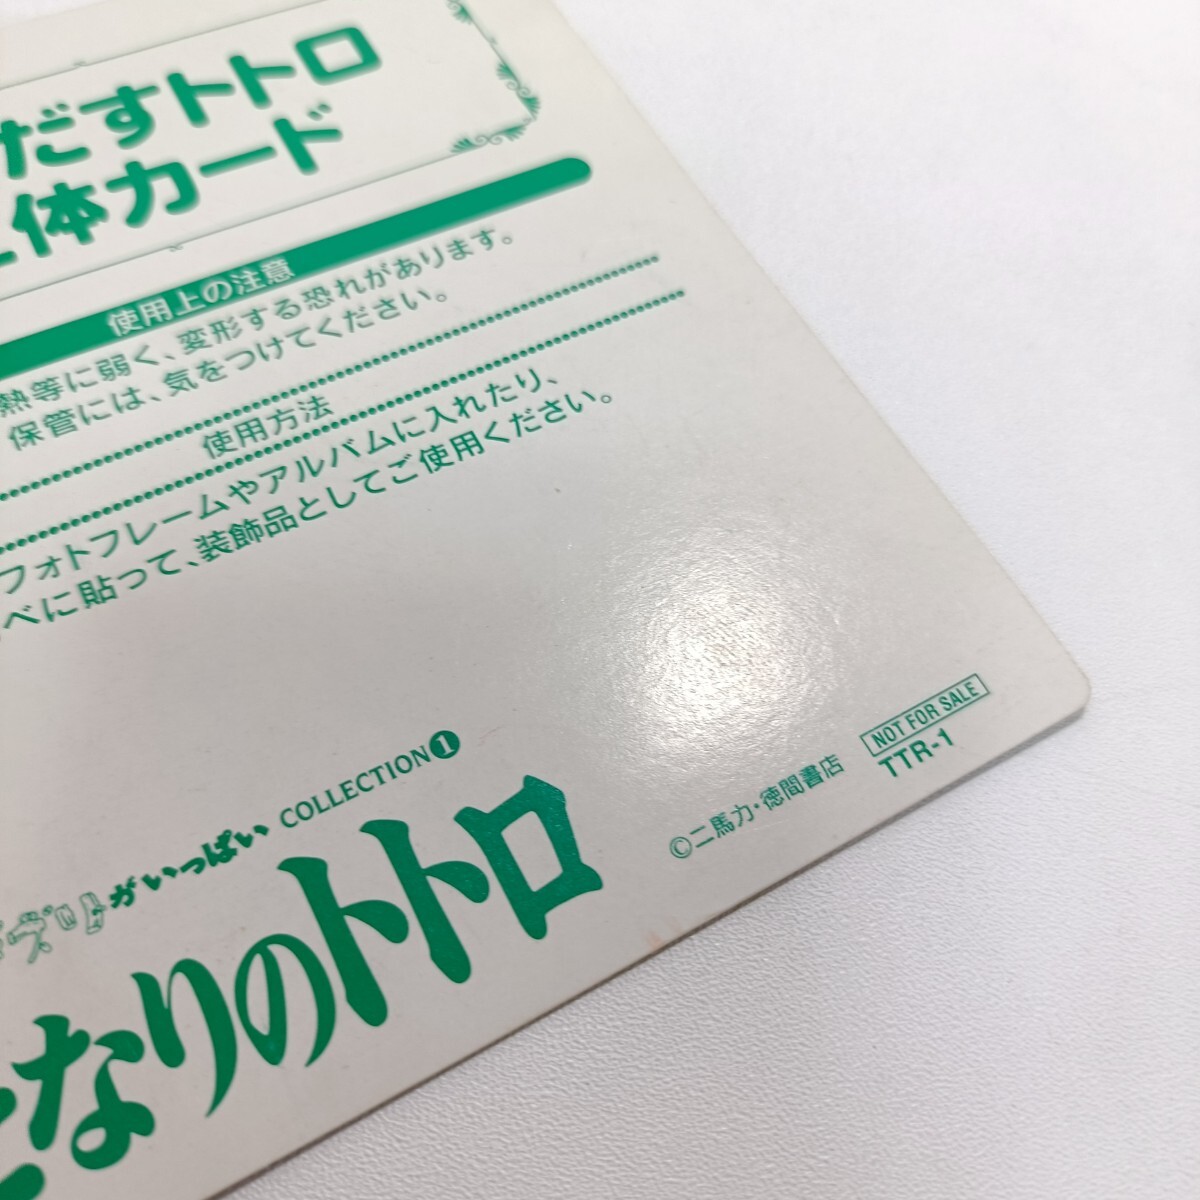 だすトトロ
体カード
使用上の注意
熱等に弱く、変形する恐れがあります。
保管には、気をつけてください。
使用方法
フォトフレームやアルバムに入れたり、
べに貼って、装飾品としてご使用ください。
ジブリがいっぱい COLLECTION❶
となりのトトロ
©二馬力・徳間書店
NOT FOR SALE
TTR-1